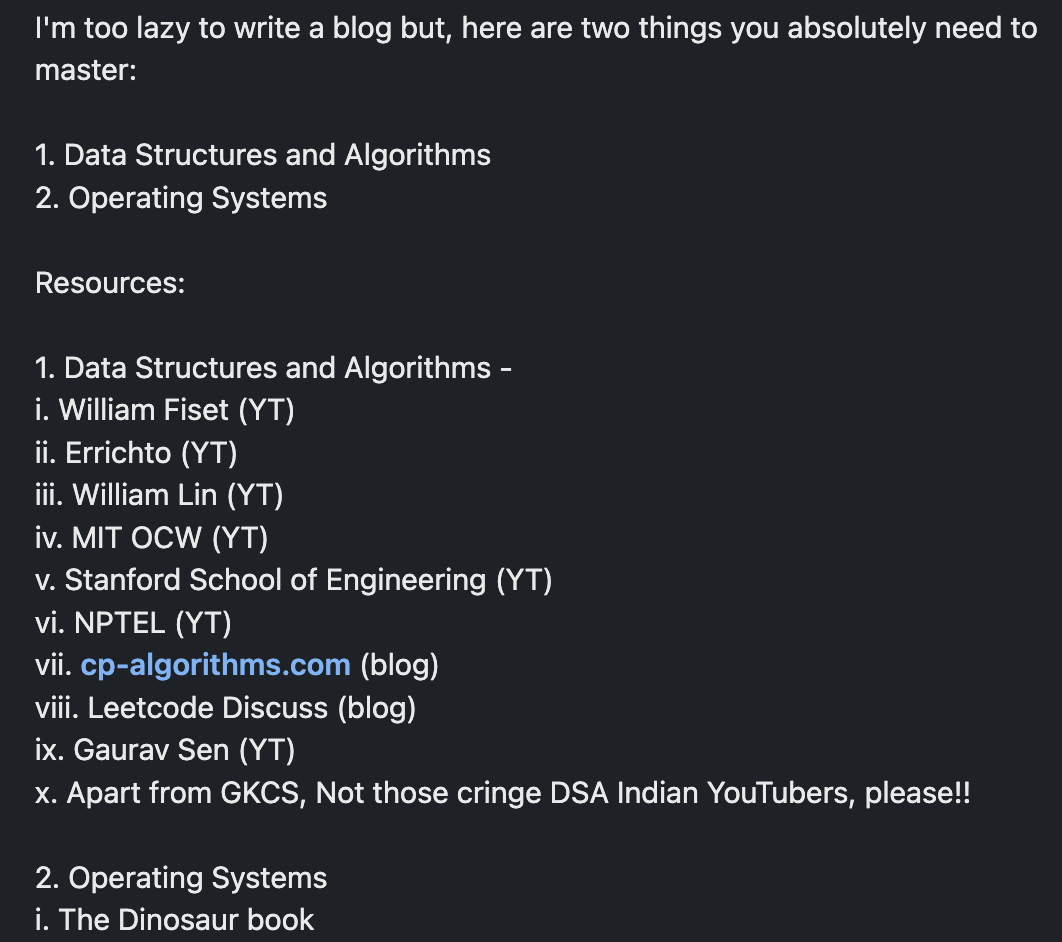 I'm too lazy to write a blog but, here are two things you absolutely need to
master:
1. Data Structures and Algorithms
2. Operating Systems
Resources:
1. Data Structures and Algorithms -
i. William Fiset (YT)
ii. Errichto (YT)
iii. William Lin (YT)
iv. MIT OCW (YT)
v. Stanford School of Engineering (YT)
vi. NPTEL (YT)
vii. cp-algorithms.com (blog)
viii. Leetcode Discuss (blog)
ix. Gaurav Sen (YT)
x. Apart from GKCS, Not those cringe DSA Indian YouTubers, please!!
2. Operating Systems
i. The Dinosaur book